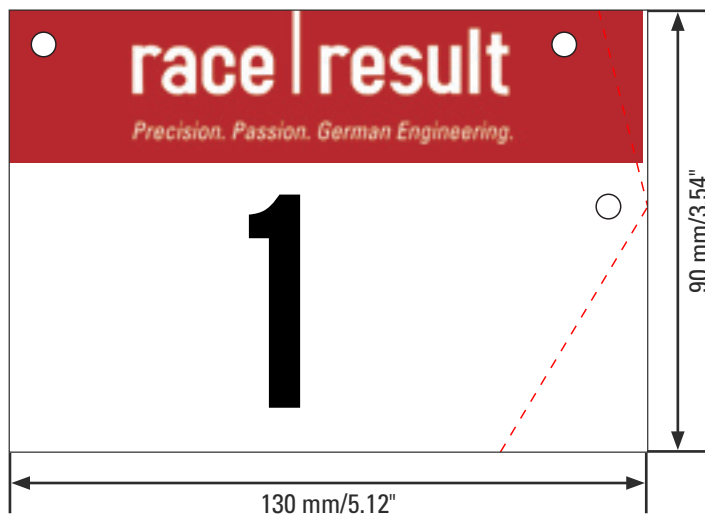 race|result
Precision. Passion. German Engineering.
1
90 mm/3.54"
130 mm/5.12"